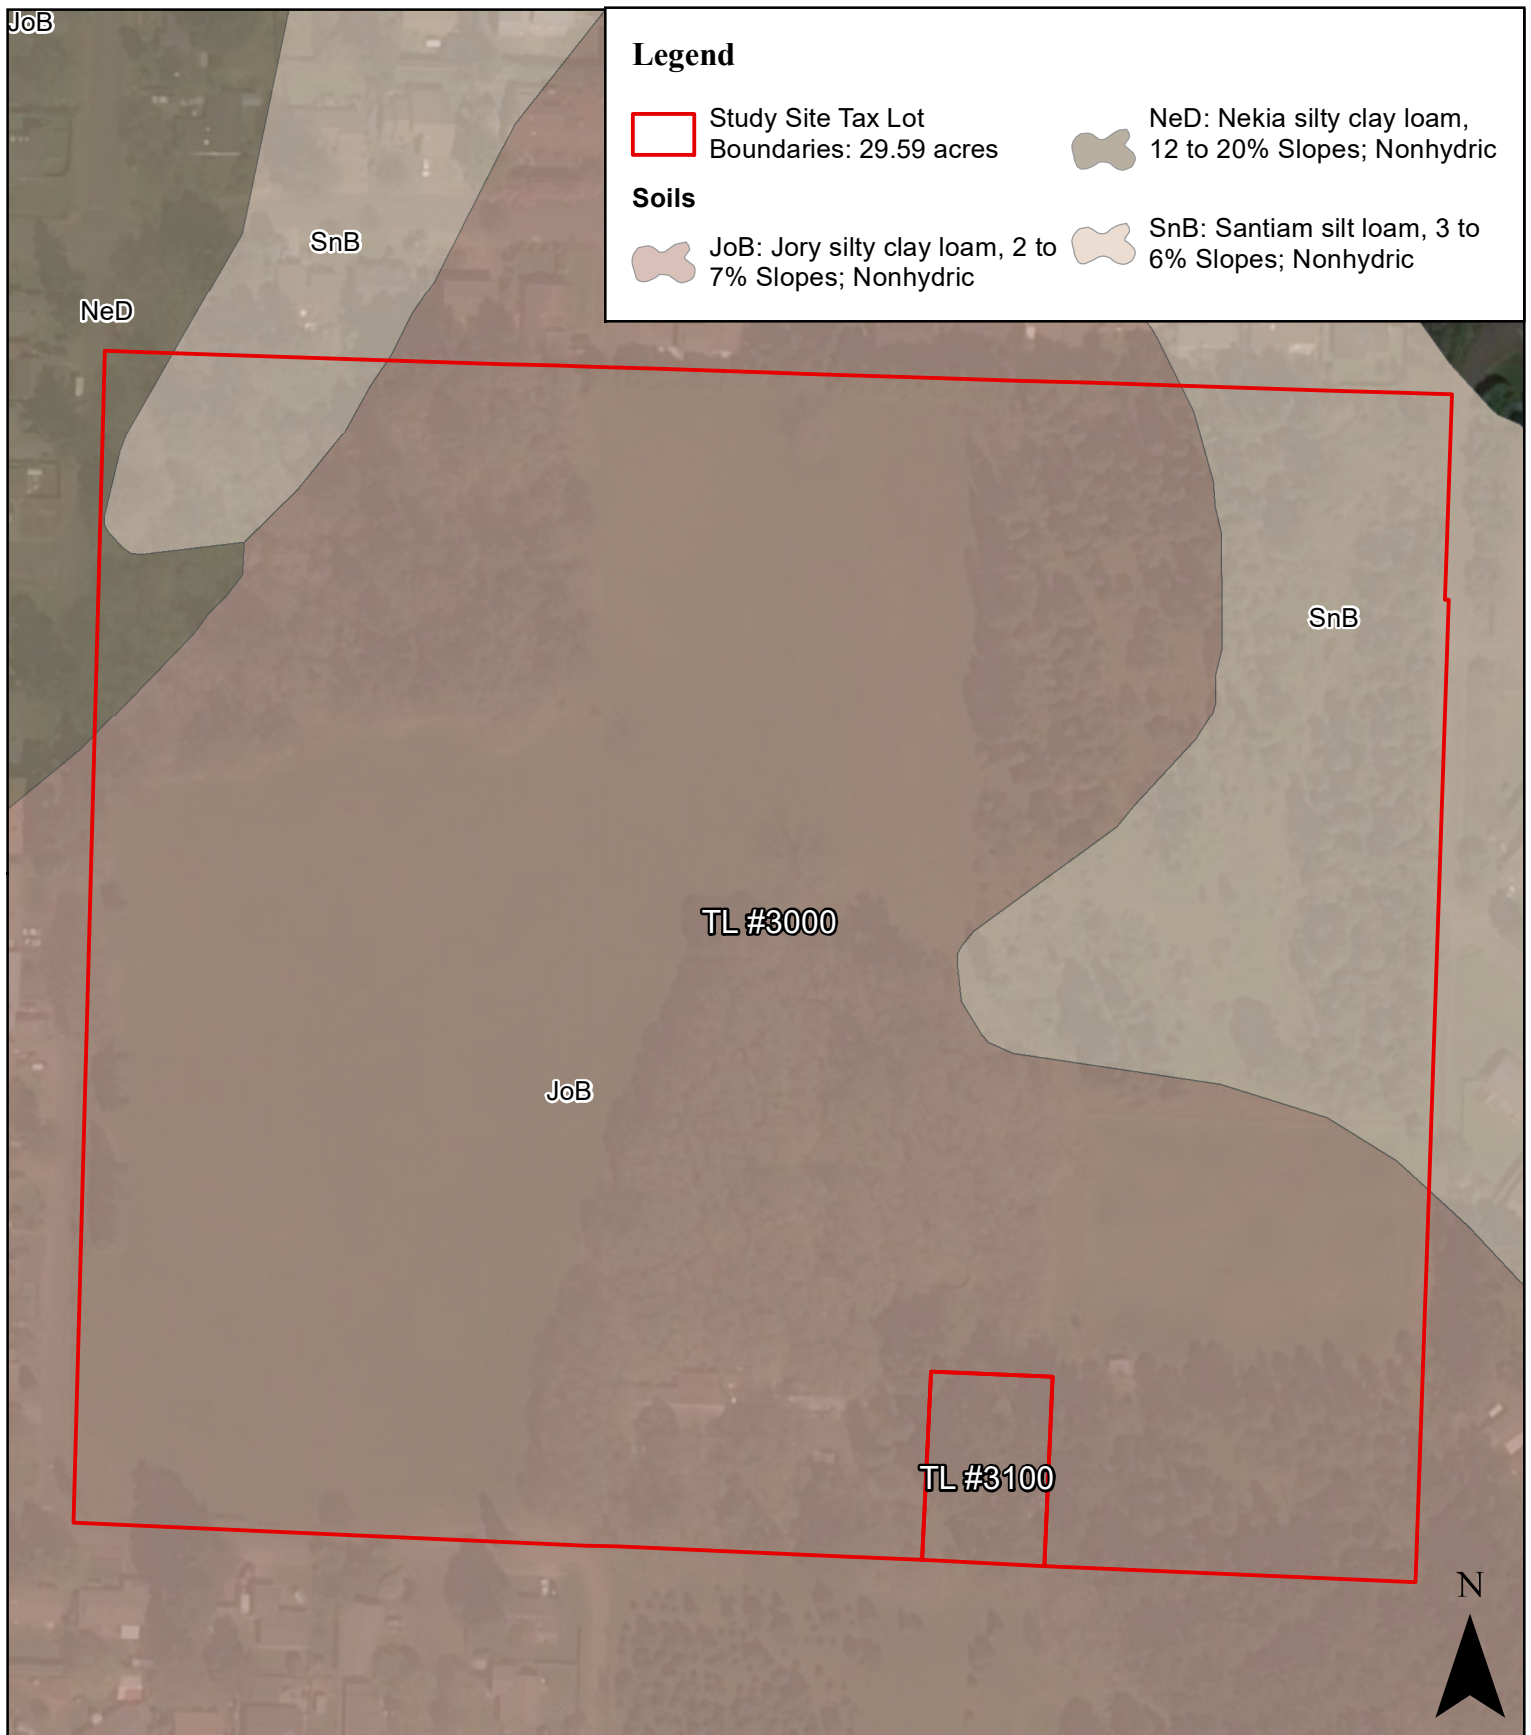 JoB
Legend
Study Site Tax Lot
Boundaries: 29.59 acres
Soils
JoB: Jory silty clay loam, 2 to
7% Slopes; Nonhydric
NeD: Nekia silty clay loam,
12 to 20% Slopes; Nonhydric
SnB: Santiam silt loam, 3 to
6% Slopes; Nonhydric
SnB
NeD
SnB
TL #3000
JoB
TL #3100
N